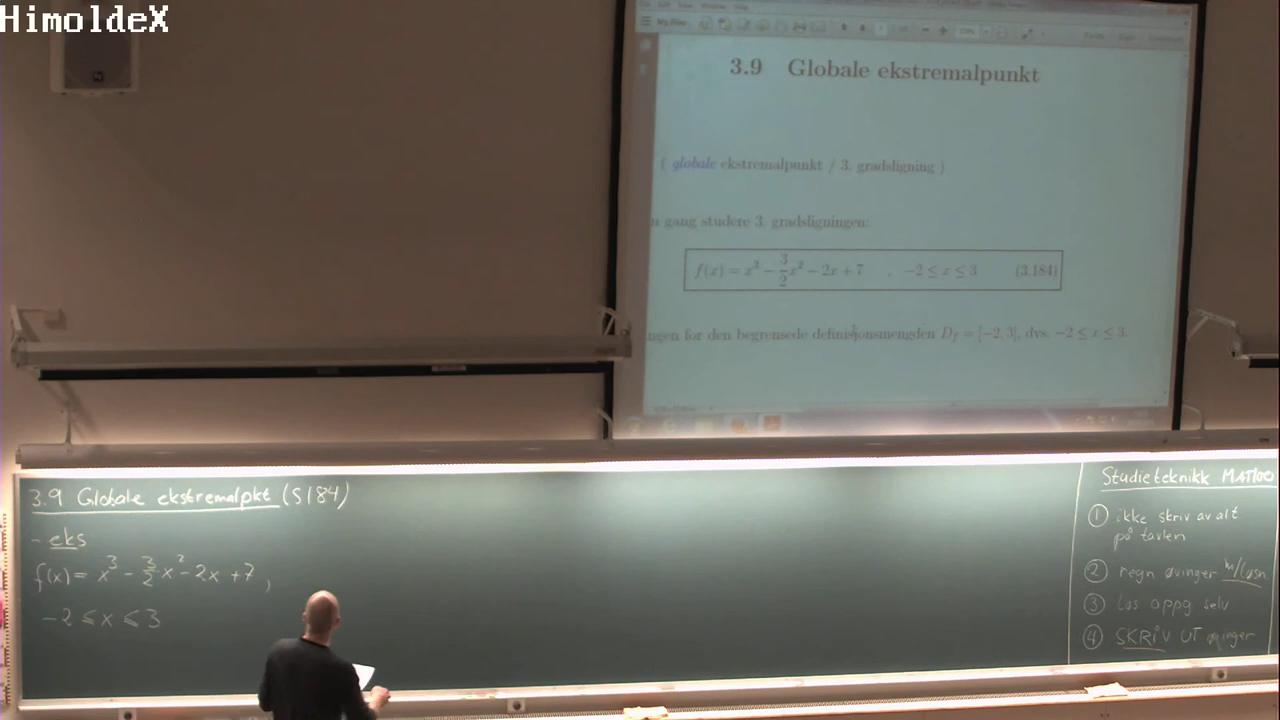 HimoldeX
3.9 Globale ekstremalpunkt
( globale ekstremalpunkt / 3. gradsligning )
n gang studere 3. gradsligningen:
f(x) = x³ − 3/2 x² − 2x + 7 , −2 ≤ x ≤ 3 (3.184)
ngen for den begrensede definisjonsmengden D_f = [−2, 3], dvs. −2 ≤ x ≤ 3.
3.9 Globale ekstremalpkt (S184)
- eks
f(x) = x³ - 3/2 x² - 2x + 7,
-2 ≤ x ≤ 3
Studieteknikk MAT100
① ikke skriv av alt
på tavlen
② regn øvinger m/løsn.
③ løs oppg selv
④ SKRIV UT øvinger